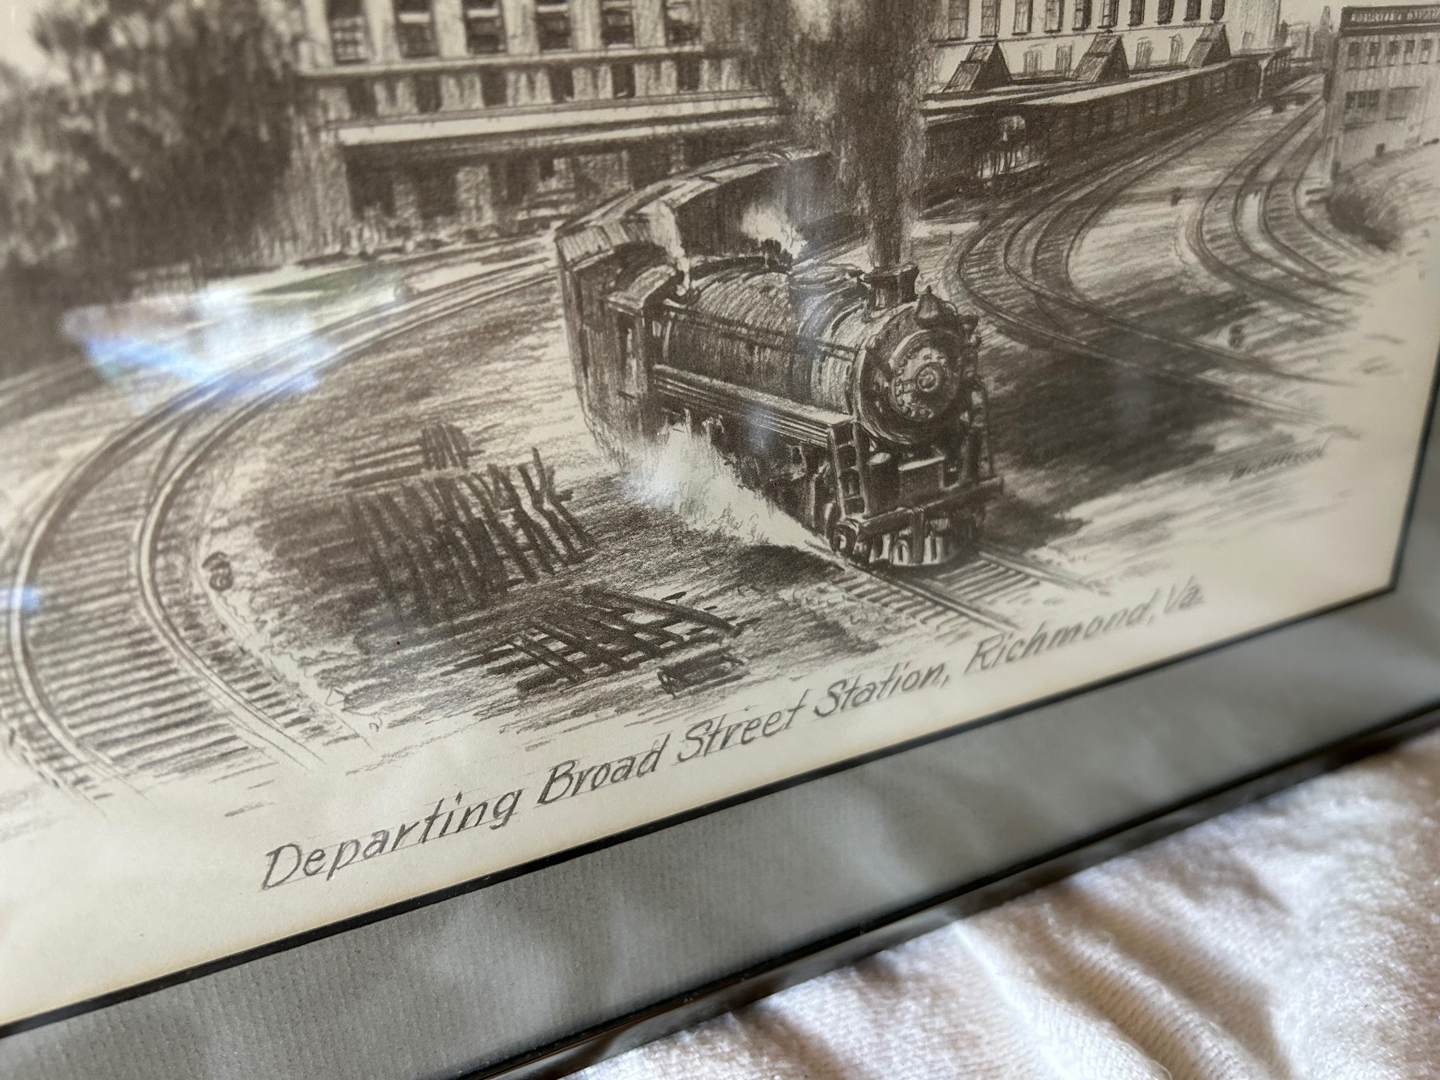 Departing Broad Street Station, Richmond, Va.